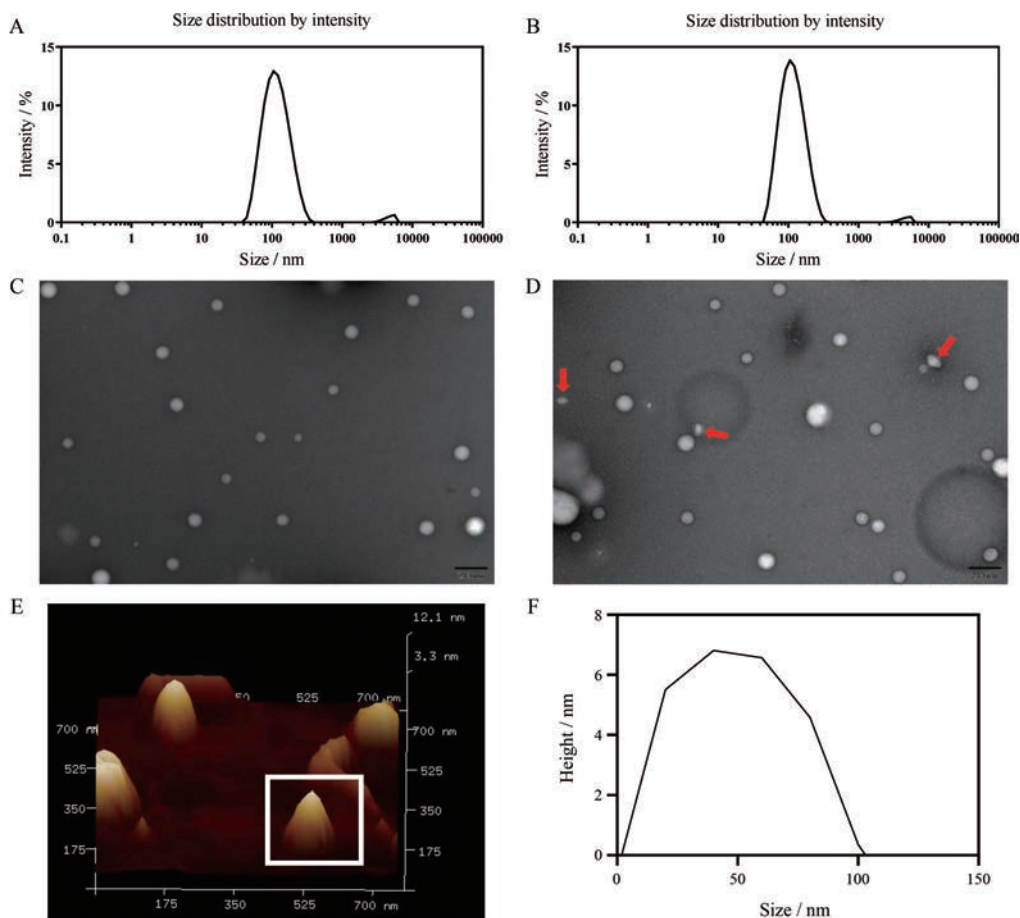 A
Size distribution by intensity
Intensity / %
15
10
5
0
0.1 1 10 100 1000 10000 100000
Size / nm
B
Size distribution by intensity
Intensity / %
15
10
5
0
0.1 1 10 100 1000 10000 100000
Size / nm
C
D
E
12.1 nm
3.3 nm
525 700 nm
700 nm
525
350
175
700 nm
525
350
175
175 350 525 700 nm
F
Height / nm
8
6
4
2
0
0 50 100 150
Size / nm